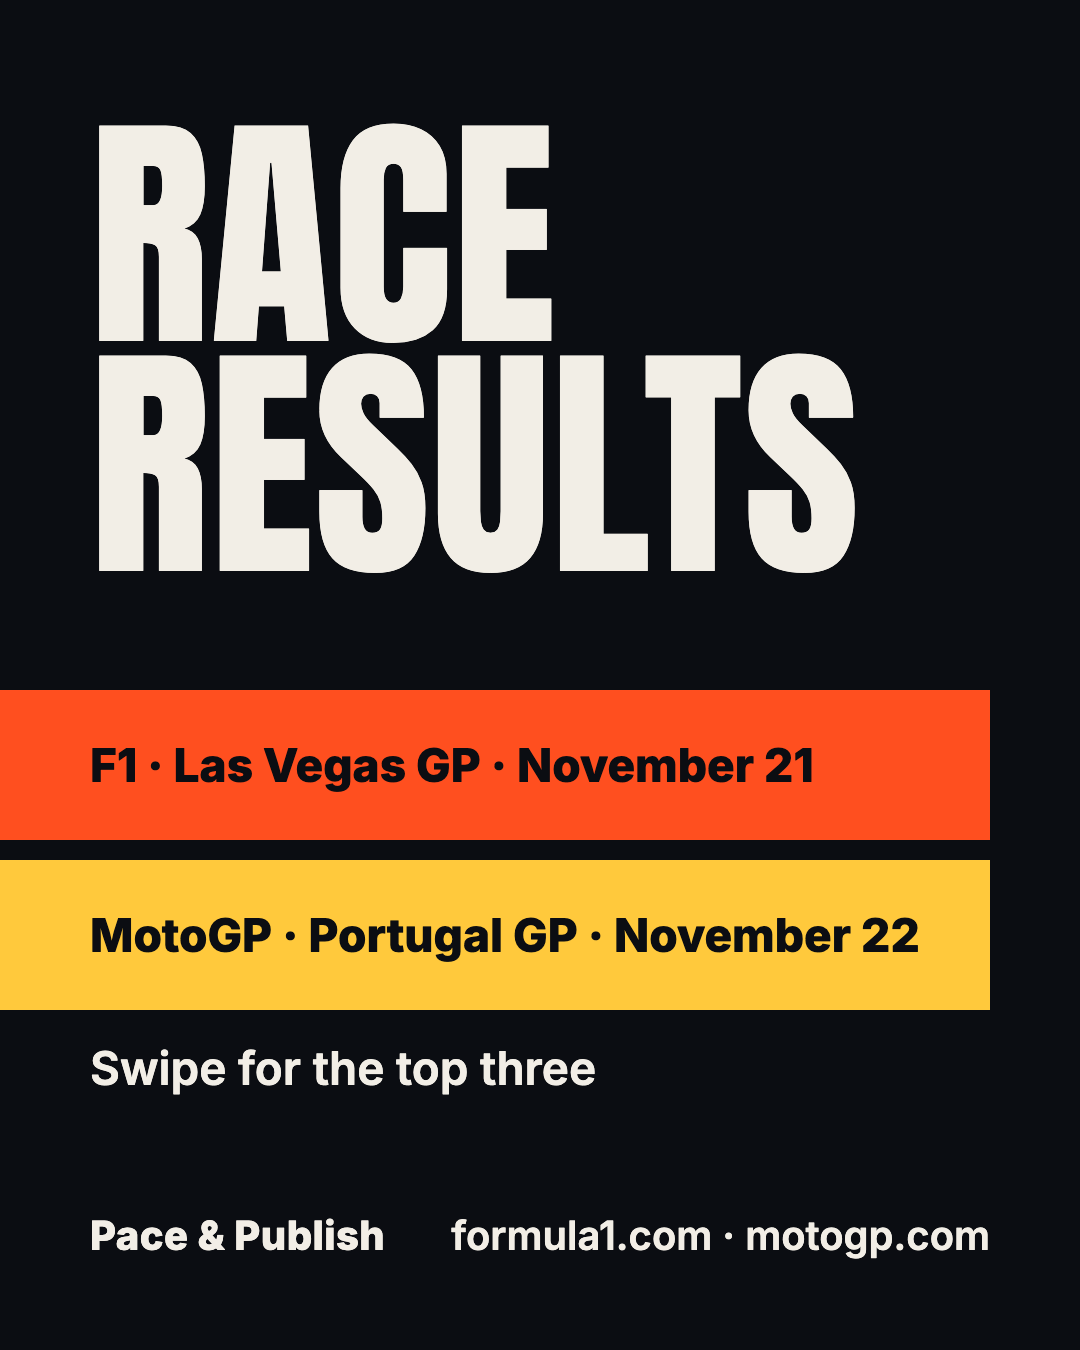 RACE
RESULTS
F1 · Las Vegas GP · November 21
MotoGP · Portugal GP · November 22
Swipe for the top three
Pace & Publish
formula1.com · motogp.com